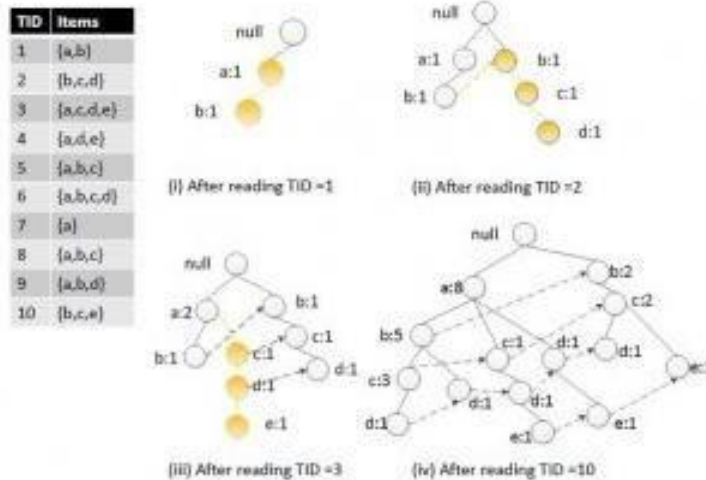 TID Items
1 {a,b}
2 {b,c,d}
3 {a,c,d,e}
4 {a,d,e}
5 {a,b,c}
6 {a,b,c,d}
7 {a}
8 {a,b,c}
9 {a,b,d}
10 {b,c,e}
null
a:1
b:1
(i) After reading TID =1
null
a:1
b:1
b:1
c:1
d:1
(ii) After reading TID =2
null
a:2
b:1
b:1
c:1
c:1
d:1
d:1
e:1
(iii) After reading TID =3
null
a:8
b:2
b:5
c:2
c:1
d:1
d:1
c:3
d:1
d:1
d:1
e:1
e:1
(iv) After reading TID =10